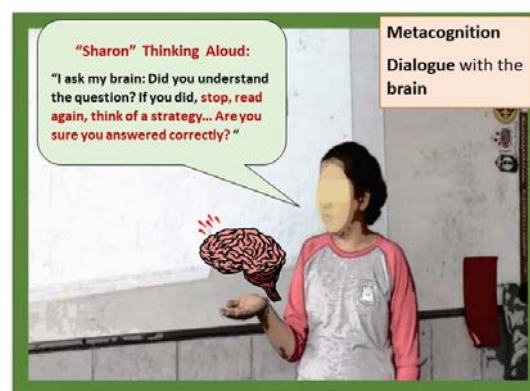 “Sharon” Thinking Aloud:
“I ask my brain: Did you understand
the question? If you did, stop, read
again, think of a strategy... Are you
sure you answered correctly? “
Metacognition
Dialogue with the
brain